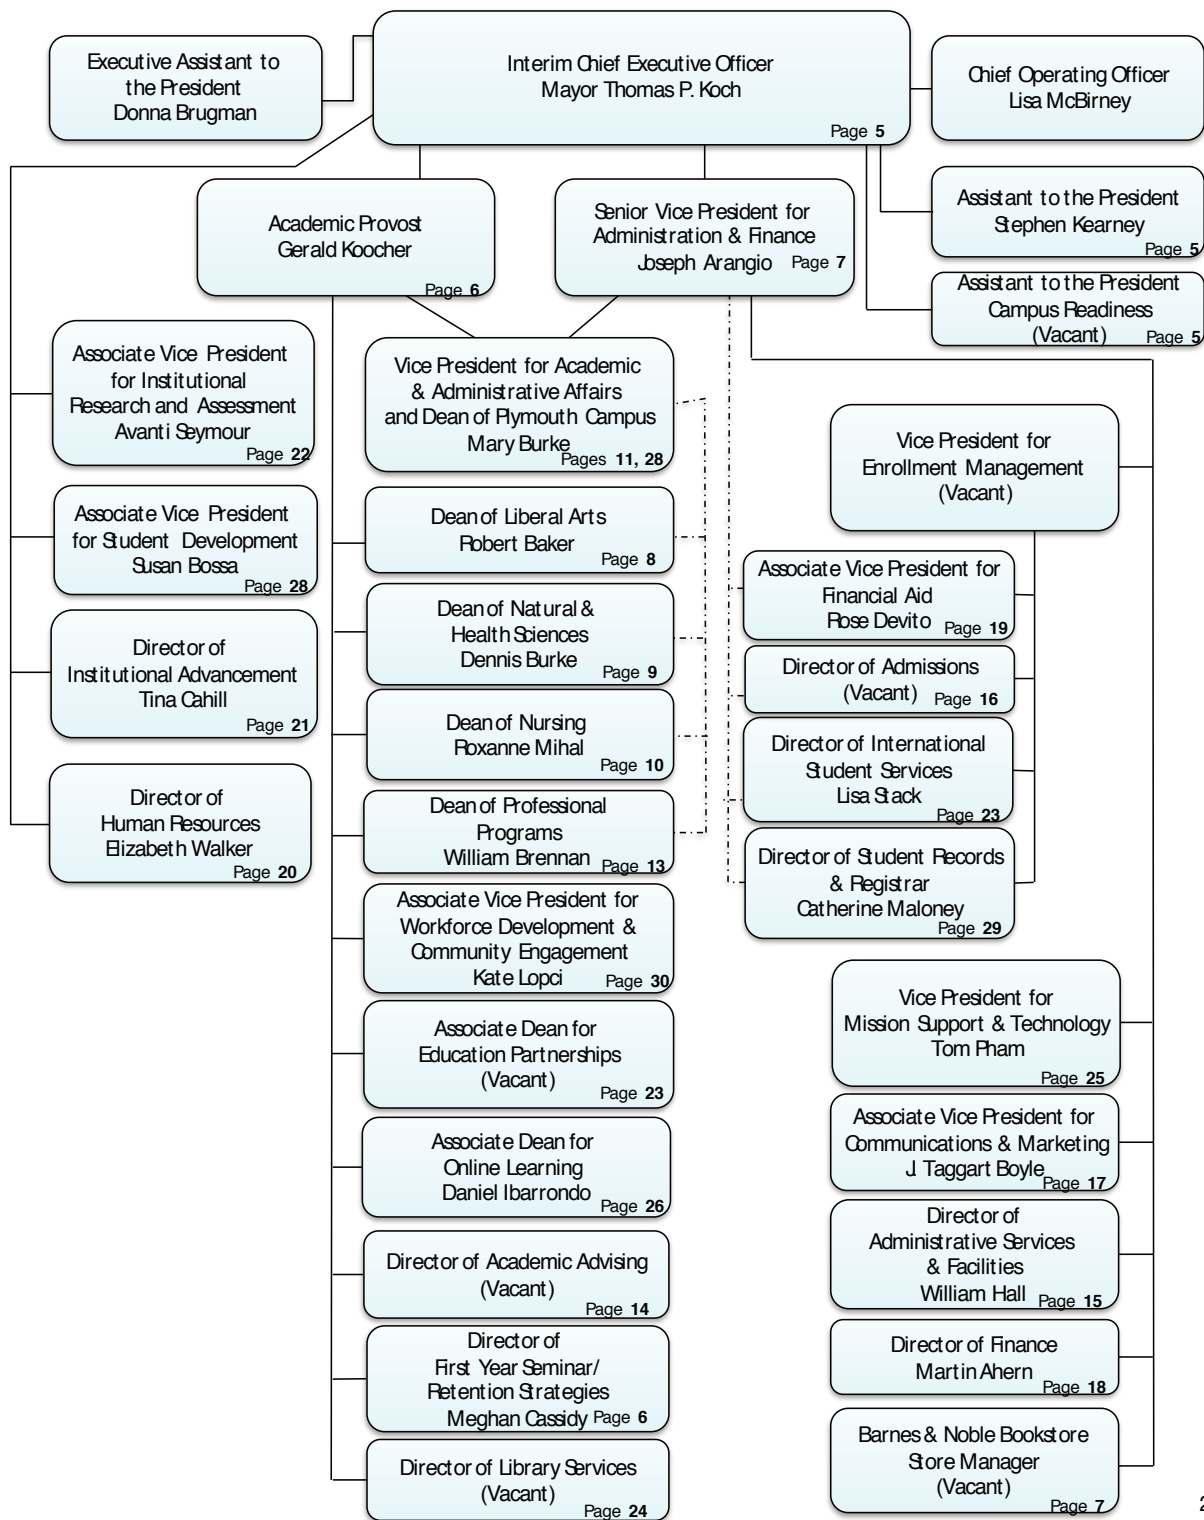 Executive Assistant to
the President
Donna Brugman
Interim Chief Executive Officer
Mayor Thomas P. Koch
Page 5
Chief Operating Officer
Lisa McBirney
Academic Provost
Gerald Koocher
Page 6
Senior Vice President for
Administration & Finance
Joseph Arangio Page 7
Assistant to the President
Stephen Kearney
Page 5
Assistant to the President
Campus Readiness
(Vacant)
Page 5
Associate Vice President
for Institutional
Research and Assessment
Avanti Seymour
Page 22
Associate Vice President
for Student Development
Susan Bossa
Page 28
Director of
Institutional Advancement
Tina Cahill
Page 21
Director of
Human Resources
Elizabeth Walker
Page 20
Vice President for Academic
& Administrative Affairs
and Dean of Plymouth Campus
Mary Burke
Pages 11, 28
Dean of Liberal Arts
Robert Baker
Page 8
Dean of Natural &
Health Sciences
Dennis Burke
Page 9
Dean of Nursing
Roxanne Mihal
Page 10
Dean of Professional
Programs
William Brennan
Page 13
Associate Vice President for
Workforce Development &
Community Engagement
Kate Lopci
Page 30
Associate Dean for
Education Partnerships
(Vacant)
Page 23
Associate Dean for
Online Learning
Daniel Ibarrondo
Page 26
Director of Academic Advising
(Vacant)
Page 14
Director of
First Year Seminar/
Retention Strategies
Meghan Cassidy Page 6
Director of Library Services
(Vacant)
Page 24
Vice President for
Enrollment Management
(Vacant)
Associate Vice President for
Financial Aid
Rose Devito
Page 19
Director of Admissions
(Vacant)
Page 16
Director of International
Student Services
Lisa Stack
Page 23
Director of Student Records
& Registrar
Catherine Maloney
Page 29
Vice President for
Mission Support & Technology
Tom Pham
Page 25
Associate Vice President for
Communications & Marketing
J. Taggart Boyle
Page 17
Director of
Administrative Services
& Facilities
William Hall
Page 15
Director of Finance
Martin Ahern
Page 18
Barnes & Noble Bookstore
Store Manager
(Vacant)
Page 7
2